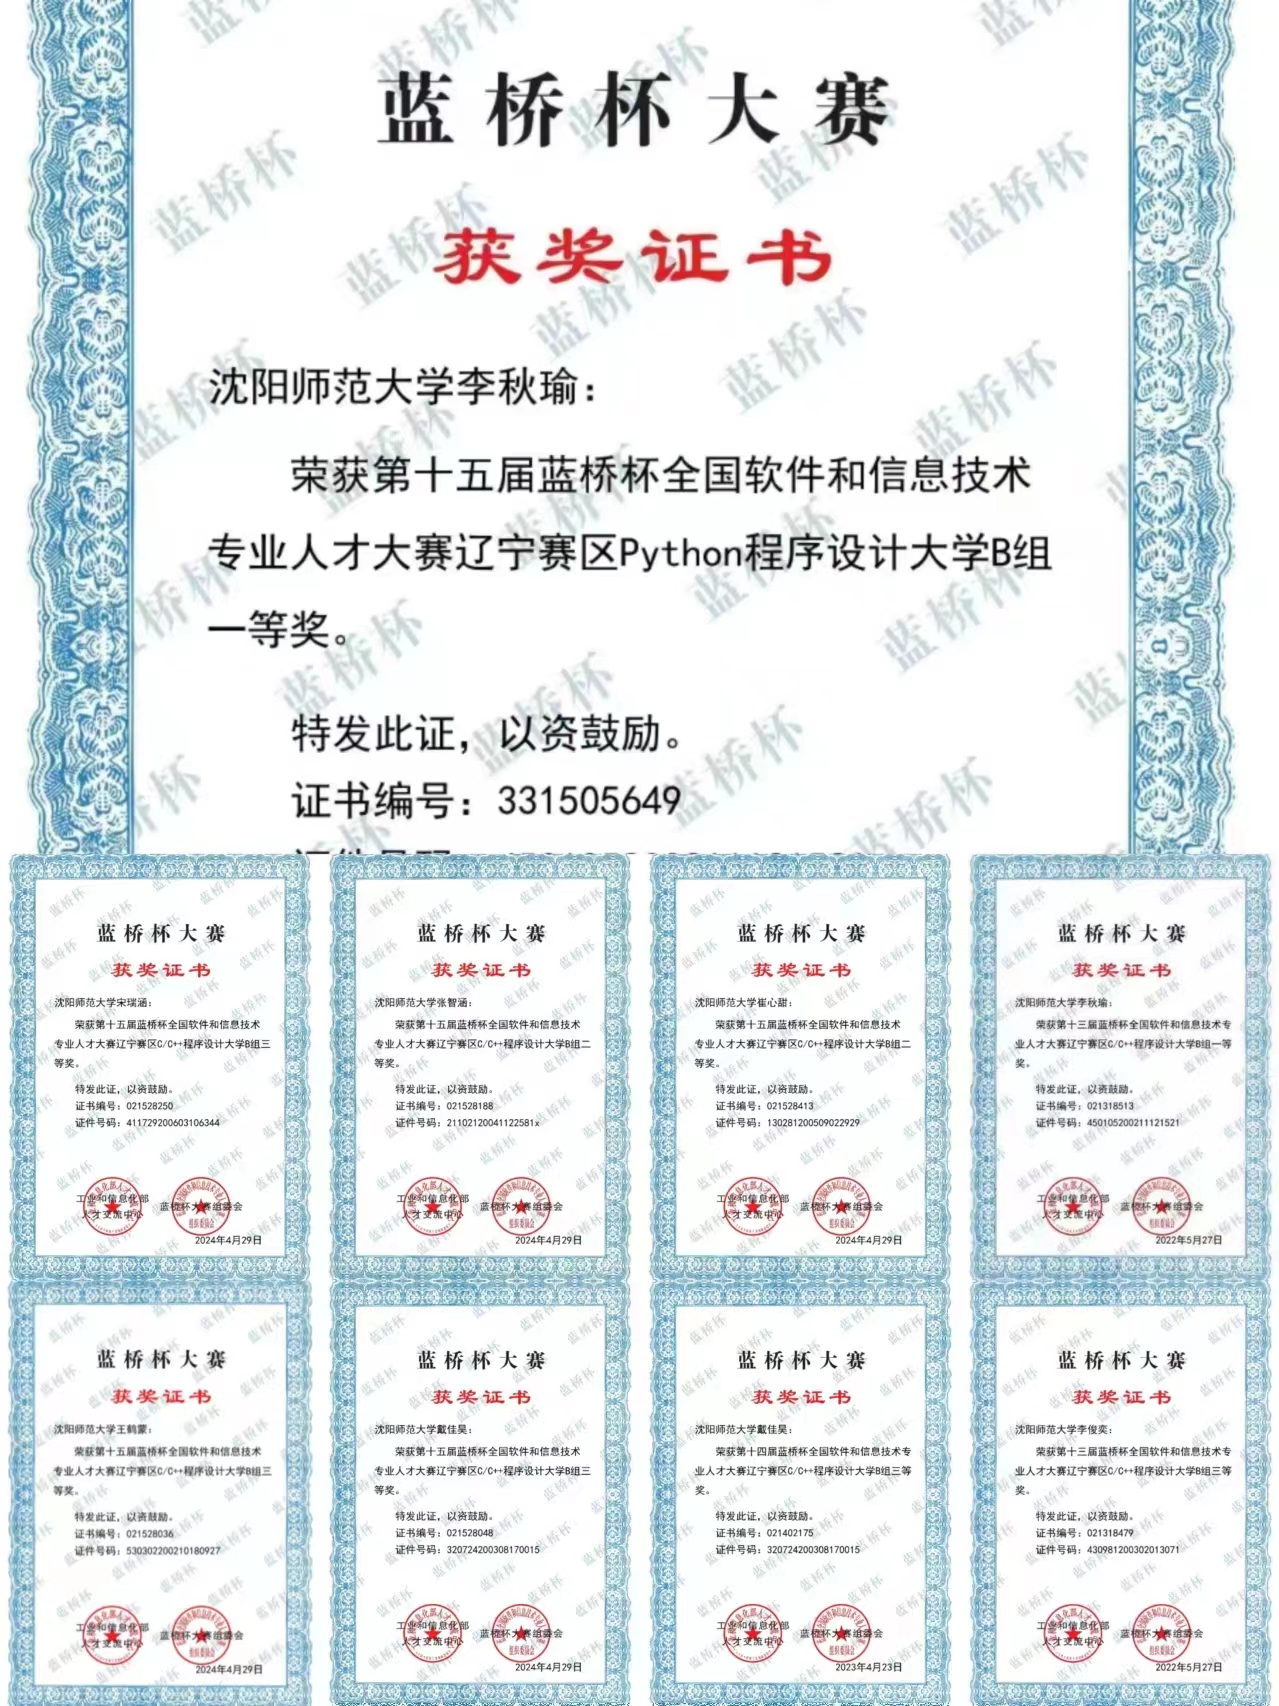 蓝桥杯大赛
获奖证书
沈阳师范大学李秋瑜：
荣获第十五届蓝桥杯全国软件和信息技术
专业人才大赛辽宁赛区Python程序设计大学B组
一等奖。
特发此证，以资鼓励。
证书编号：331505649
蓝桥杯大赛
获奖证书
沈阳师范大学宋瑞涵：
荣获第十五届蓝桥杯全国软件和信息技术
专业人才大赛辽宁赛区C/C++程序设计大学B组三
等奖。
特发此证，以资鼓励。
证书编号：021528250
证件号码：411729200603106344
工业和信息化部
人才交流中心
蓝桥杯大赛组委会
2024年4月29日
蓝桥杯大赛
获奖证书
沈阳师范大学张智涵：
荣获第十五届蓝桥杯全国软件和信息技术
专业人才大赛辽宁赛区C/C++程序设计大学B组二
等奖。
特发此证，以资鼓励。
证书编号：021528188
证件号码：21102120041122581x
工业和信息化部
人才交流中心
蓝桥杯大赛组委会
2024年4月29日
蓝桥杯大赛
获奖证书
沈阳师范大学崔心甜：
荣获第十五届蓝桥杯全国软件和信息技术
专业人才大赛辽宁赛区C/C++程序设计大学B组二
等奖。
特发此证，以资鼓励。
证书编号：021528413
证件号码：130281200509022929
工业和信息化部
人才交流中心
蓝桥杯大赛组委会
2024年4月29日
蓝桥杯大赛
获奖证书
沈阳师范大学李秋瑜：
荣获第十三届蓝桥杯全国软件和信息技术专
业人才大赛辽宁赛区C/C++程序设计大学B组一等
奖。
特发此证，以资鼓励。
证书编号：021318513
证件号码：450105200211121521
工业和信息化部
人才交流中心
蓝桥杯大赛组委会
2022年5月27日
蓝桥杯大赛
获奖证书
沈阳师范大学王鹤蒙：
荣获第十五届蓝桥杯全国软件和信息技术
专业人才大赛辽宁赛区C/C++程序设计大学B组三
等奖。
特发此证，以资鼓励。
证书编号：021528036
证件号码：530302200210180927
工业和信息化部
人才交流中心
蓝桥杯大赛组委会
2024年4月29日
蓝桥杯大赛
获奖证书
沈阳师范大学戴佳昊：
荣获第十五届蓝桥杯全国软件和信息技术
专业人才大赛辽宁赛区C/C++程序设计大学B组三
等奖。
特发此证，以资鼓励。
证书编号：021528048
证件号码：320724200308170015
工业和信息化部
人才交流中心
蓝桥杯大赛组委会
2024年4月29日
蓝桥杯大赛
获奖证书
沈阳师范大学戴佳昊：
荣获第十四届蓝桥杯全国软件和信息技术专
业人才大赛辽宁赛区C/C++程序设计大学B组三等
奖。
特发此证，以资鼓励。
证书编号：021402175
证件号码：320724200308170015
工业和信息化部
人才交流中心
蓝桥杯大赛组委会
2023年4月23日
蓝桥杯大赛
获奖证书
沈阳师范大学李俊奕：
荣获第十三届蓝桥杯全国软件和信息技术专
业人才大赛辽宁赛区C/C++程序设计大学B组三等
奖。
特发此证，以资鼓励。
证书编号：021318479
证件号码：430981200302013071
工业和信息化部
人才交流中心
蓝桥杯大赛组委会
2022年5月27日